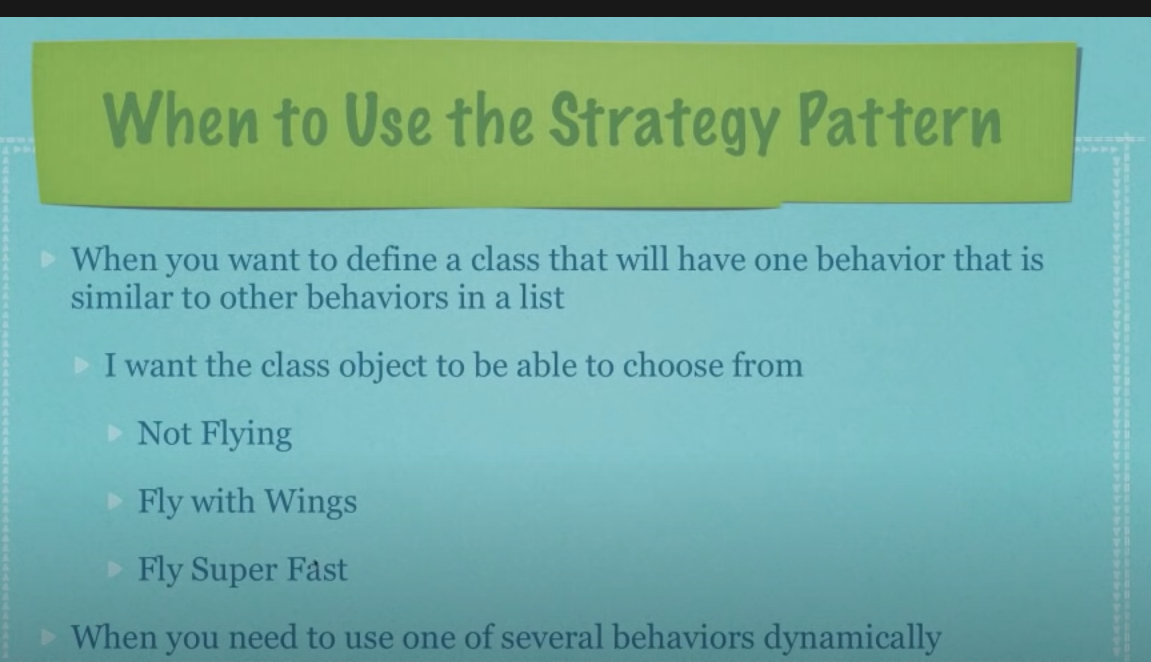 When to Use the Strategy Pattern
When you want to define a class that will have one behavior that is
similar to other behaviors in a list
I want the class object to be able to choose from
Not Flying
Fly with Wings
Fly Super Fast
When you need to use one of several behaviors dynamically